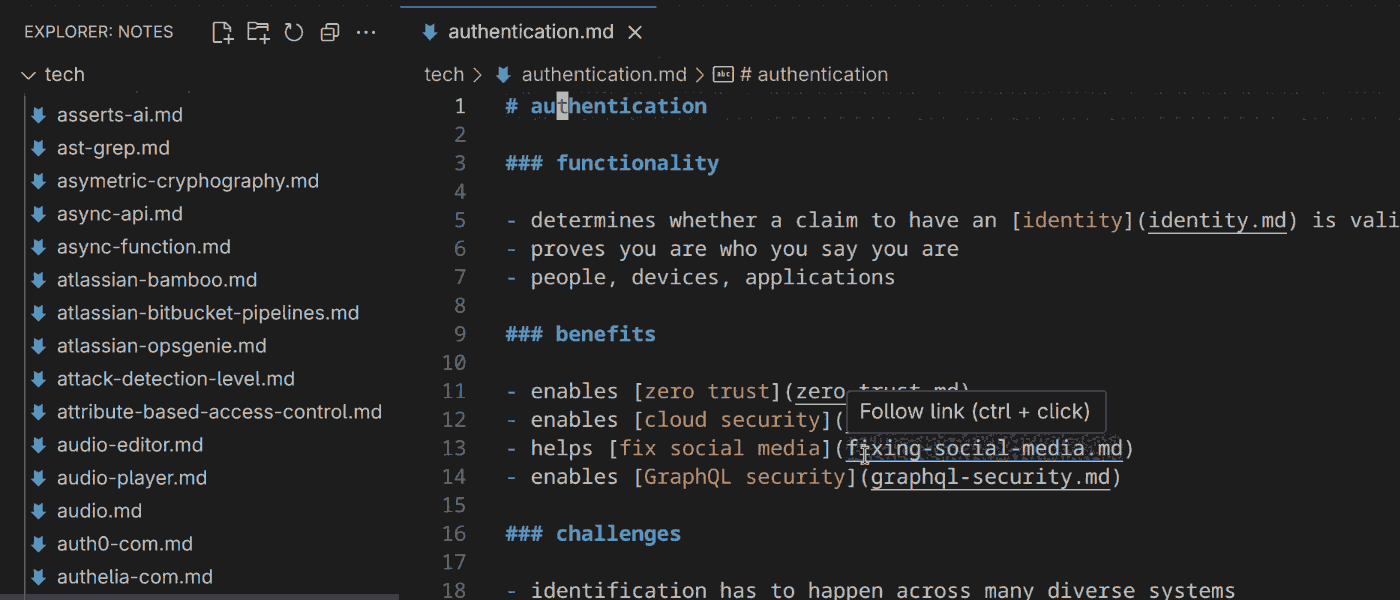 EXPLORER: NOTES
tech
asserts-ai.md
ast-grep.md
asymetric-cryphography.md
async-api.md
async-function.md
atlassian-bamboo.md
atlassian-bitbucket-pipelines.md
atlassian-opsgenie.md
attack-detection-level.md
attribute-based-access-control.md
audio-editor.md
audio-player.md
audio.md
auth0-com.md
authelia-com.md
authentication.md
tech > authentication.md > abc # authentication
1 # authentication
2
3 ### functionality
4
5 - determines whether a claim to have an [identity](identity.md) is vali
6 - proves you are who you say you are
7 - people, devices, applications
8
9 ### benefits
10
11 - enables [zero trust](zero trust.md)
12 - enables [cloud security](
Follow link (ctrl + click)
13 - helps [fix social media](fixing-social-media.md)
14 - enables [GraphQL security](graphql-security.md)
15
16 ### challenges
17
18 - identification has to happen across many diverse systems